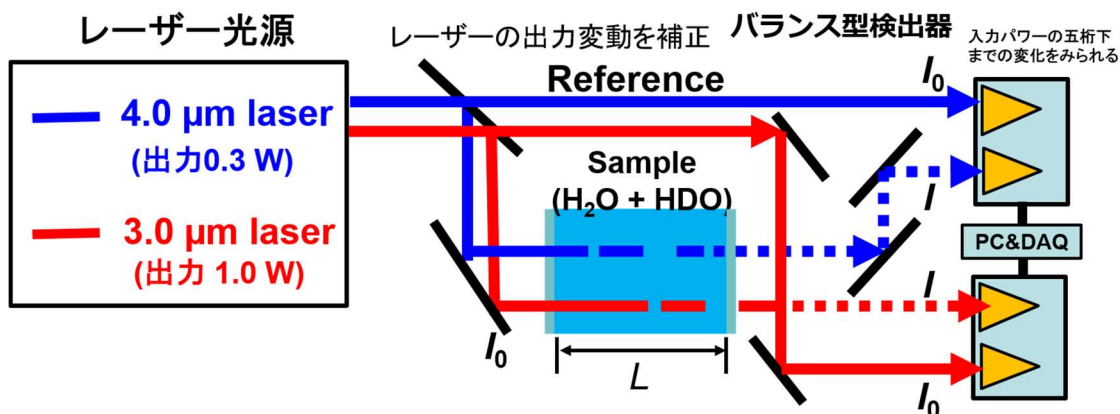 レーザー光源
4.0 µm laser
(出力0.3 W)
3.0 µm laser
(出力 1.0 W)
レーザーの出力変動を補正
バランス型検出器
入力パワーの五桁下
までの変化をみられる
Reference
I₀
Sample
(H₂O + HDO)
I
PC&DAQ
I
I₀
L
I₀